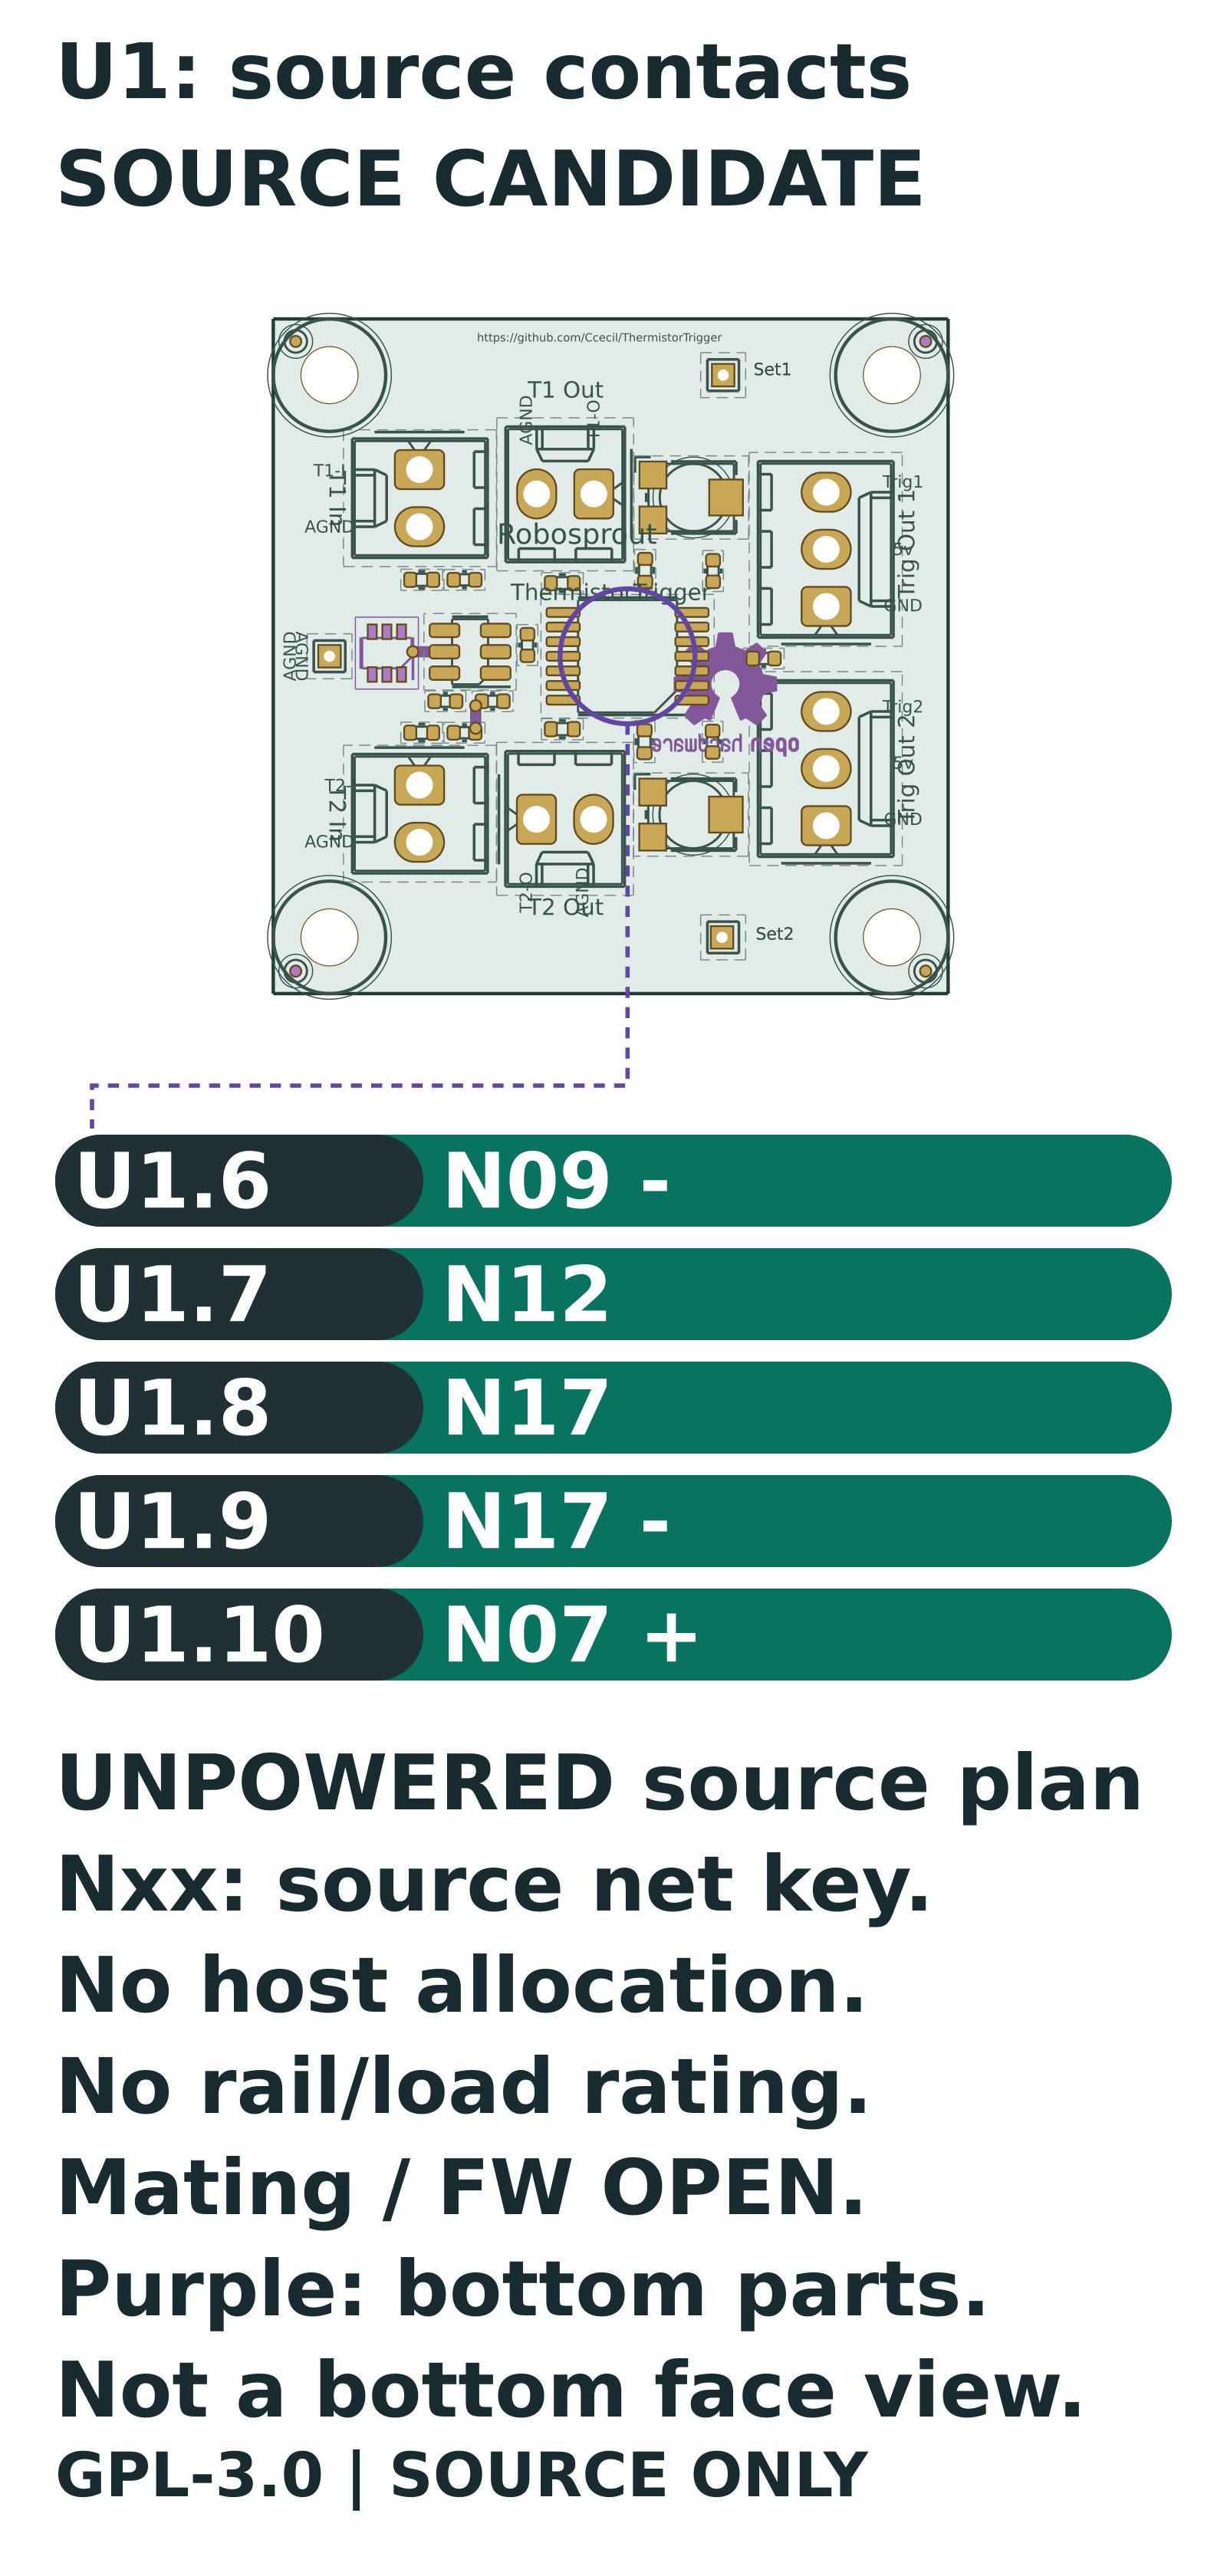 U1: source contacts
SOURCE CANDIDATE
https://github.com/Ccecil/ThermistorTrigger
Set1
T1 Out
AGND
T1-O
T1-I
T1 In
AGND
Trig1
Trig Out 1
5v
GND
Robosprout
ThermistorTrigger
AGND
AGND
open hardware
Trig2
Trig Out 2
GND
T2 In
AGND
T2-O
AGND
T2 Out
Set2
U1.6 N09 -
U1.7 N12
U1.8 N17
U1.9 N17 -
U1.10 N07 +
UNPOWERED source plan
Nxx: source net key.
No host allocation.
No rail/load rating.
Mating / FW OPEN.
Purple: bottom parts.
Not a bottom face view.
GPL-3.0 | SOURCE ONLY